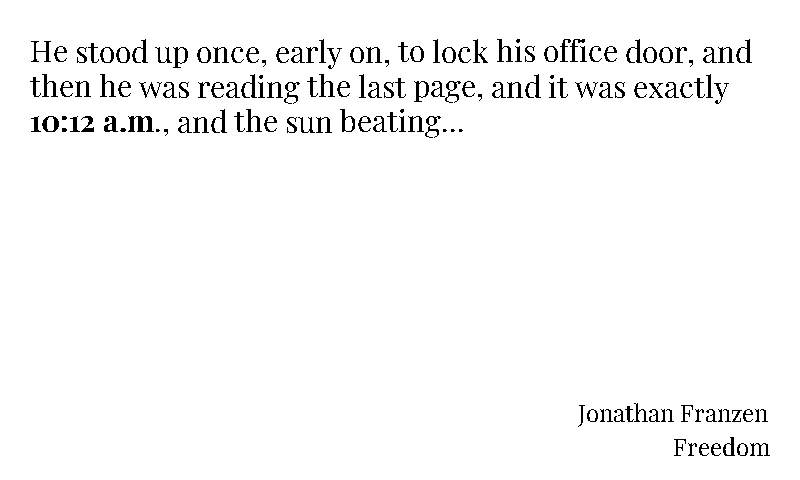 He stood up once, early on, to lock his office door, and
then he was reading the last page, and it was exactly
10:12 a.m., and the sun beating...
Jonathan Franzen
Freedom